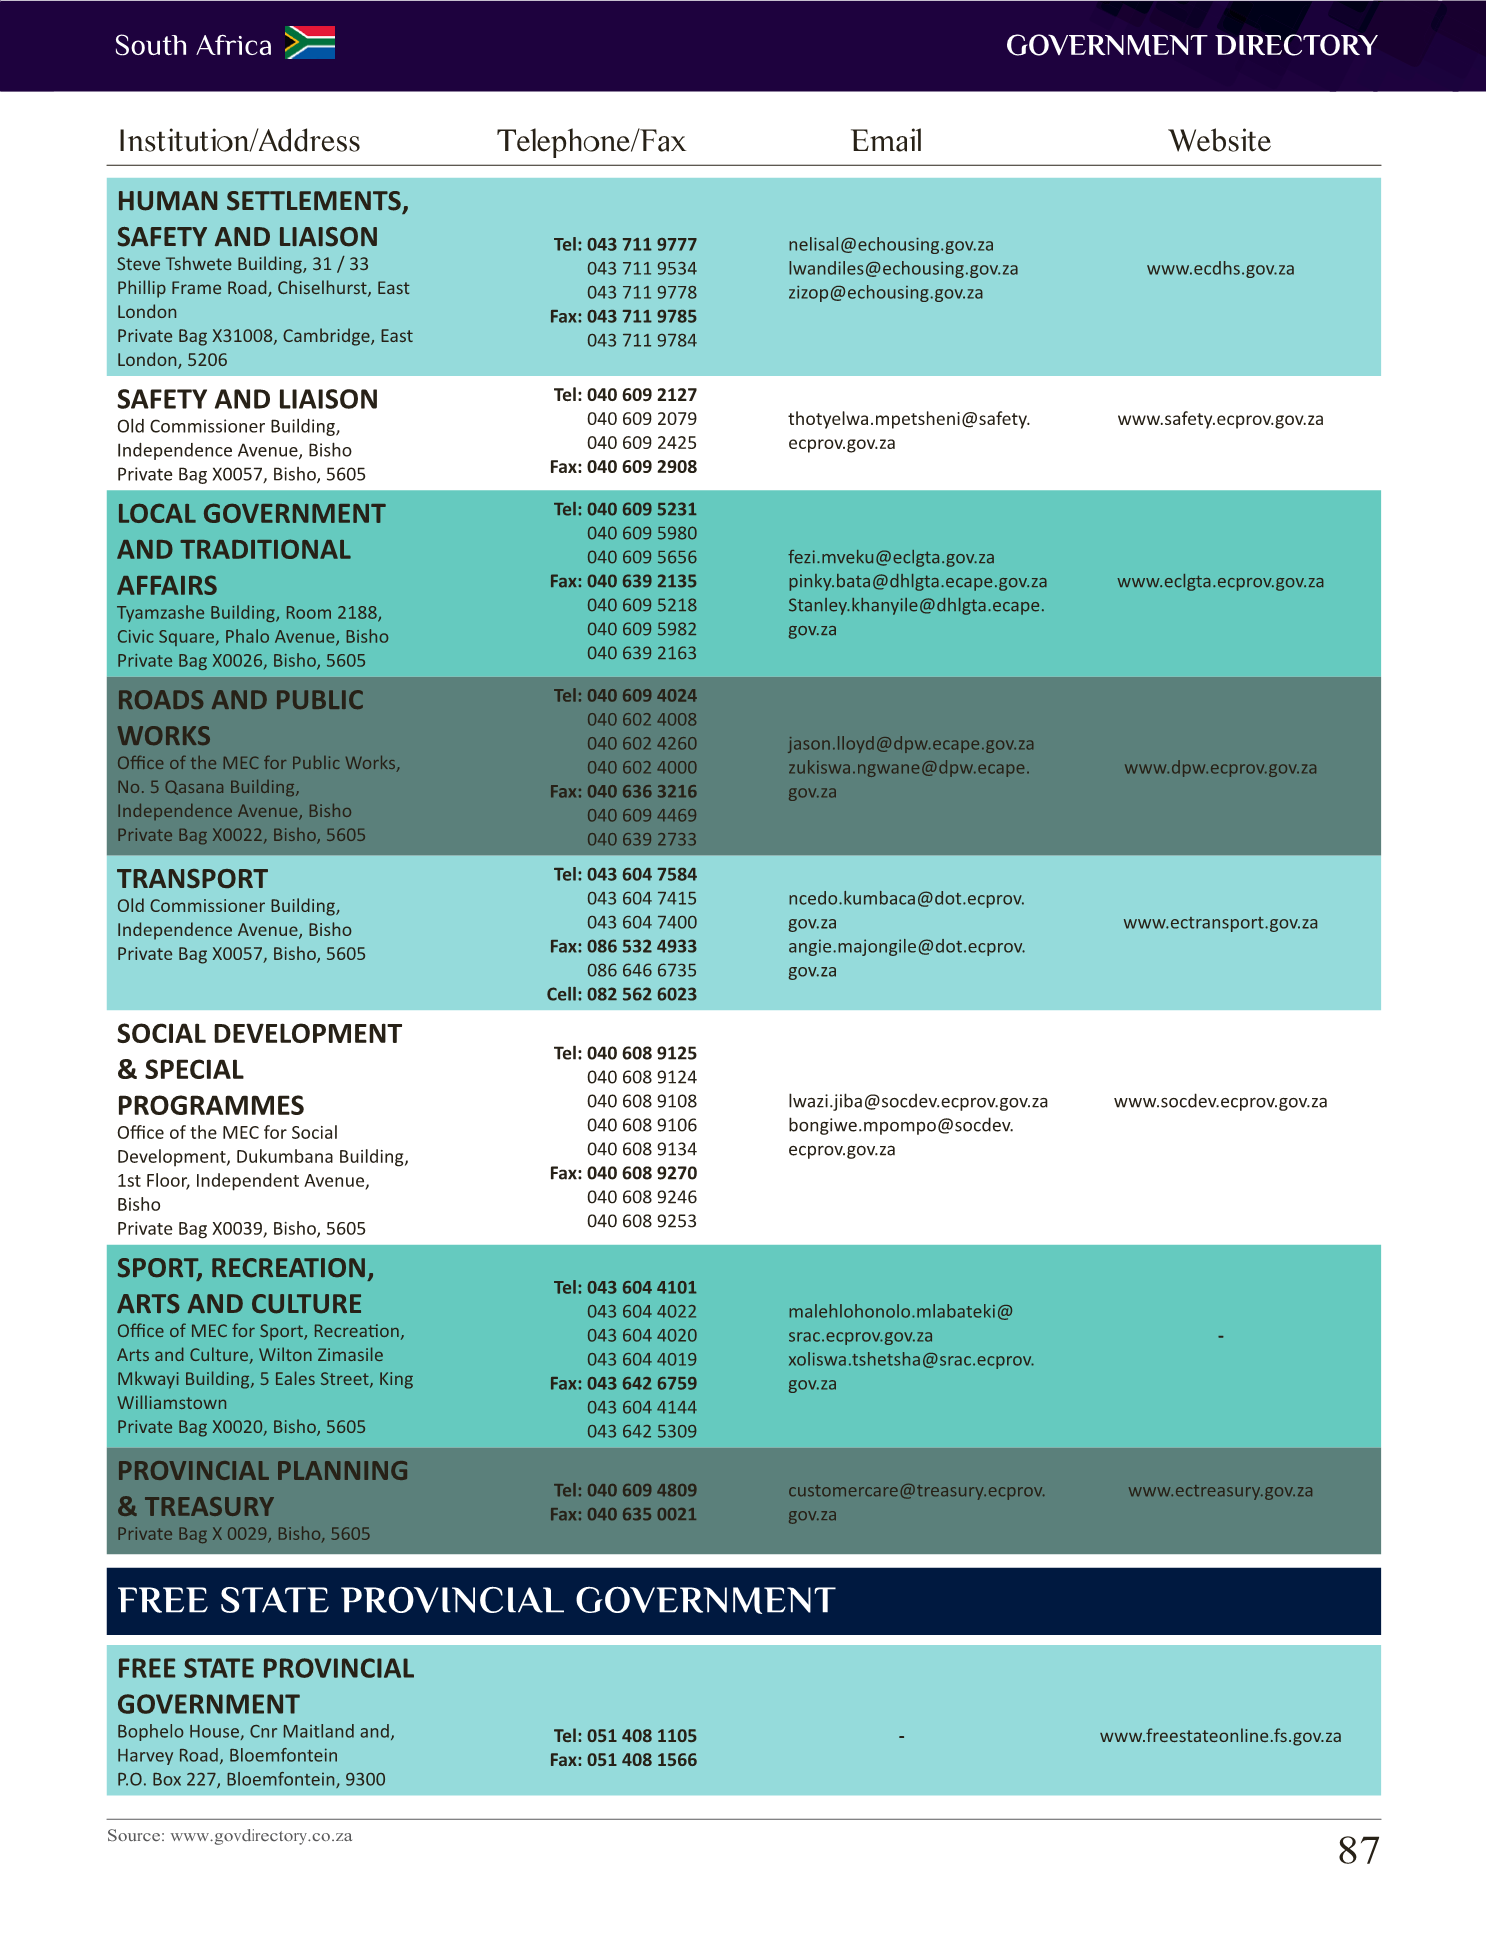 South Africa
GOVERNMENT DIRECTORY
Institution/Address Telephone/Fax Email Website
HUMAN SETTLEMENTS,
SAFETY AND LIAISON
Steve Tshwete Building, 31 / 33
Phillip Frame Road, Chiselhurst, East
London
Private Bag X31008, Cambridge, East
London, 5206
Tel: 043 711 9777
043 711 9534
043 711 9778
Fax: 043 711 9785
043 711 9784
nelisal@echousing.gov.za
lwandiles@echousing.gov.za
zizop@echousing.gov.za
www.ecdhs.gov.za
SAFETY AND LIAISON
Old Commissioner Building,
Independence Avenue, Bisho
Private Bag X0057, Bisho, 5605
Tel: 040 609 2127
040 609 2079
040 609 2425
Fax: 040 609 2908
thotyelwa.mpetsheni@safety.
ecprov.gov.za
www.safety.ecprov.gov.za
LOCAL GOVERNMENT
AND TRADITIONAL
AFFAIRS
Tyamzashe Building, Room 2188,
Civic Square, Phalo Avenue, Bisho
Private Bag X0026, Bisho, 5605
Tel: 040 609 5231
040 609 5980
040 609 5656
Fax: 040 639 2135
040 609 5218
040 609 5982
040 639 2163
fezi.mveku@eclgta.gov.za
pinky.bata@dhlgta.ecape.gov.za
Stanley.khanyile@dhlgta.ecape.
gov.za
www.eclgta.ecprov.gov.za
ROADS AND PUBLIC
WORKS
Office of the MEC for Public Works,
No. 5 Qasana Building,
Independence Avenue, Bisho
Private Bag X0022, Bisho, 5605
Tel: 040 609 4024
040 602 4008
040 602 4260
040 602 4000
Fax: 040 636 3216
040 609 4469
040 639 2733
jason.lloyd@dpw.ecape.gov.za
zukiswa.ngwane@dpw.ecape.
gov.za
www.dpw.ecprov.gov.za
TRANSPORT
Old Commissioner Building,
Independence Avenue, Bisho
Private Bag X0057, Bisho, 5605
Tel: 043 604 7584
043 604 7415
043 604 7400
Fax: 086 532 4933
086 646 6735
Cell: 082 562 6023
ncedo.kumbaca@dot.ecprov.
gov.za
angie.majongile@dot.ecprov.
gov.za
www.ectransport.gov.za
SOCIAL DEVELOPMENT
& SPECIAL
PROGRAMMES
Office of the MEC for Social
Development, Dukumbana Building,
1st Floor, Independent Avenue,
Bisho
Private Bag X0039, Bisho, 5605
Tel: 040 608 9125
040 608 9124
040 608 9108
040 608 9106
040 608 9134
Fax: 040 608 9270
040 608 9246
040 608 9253
lwazi.jiba@socdev.ecprov.gov.za
bongiwe.mpompo@socdev.
ecprov.gov.za
www.socdev.ecprov.gov.za
SPORT, RECREATION,
ARTS AND CULTURE
Office of MEC for Sport, Recreation,
Arts and Culture, Wilton Zimasile
Mkwayi Building, 5 Eales Street, King
Williamstown
Private Bag X0020, Bisho, 5605
Tel: 043 604 4101
043 604 4022
043 604 4020
043 604 4019
Fax: 043 642 6759
043 604 4144
043 642 5309
malehlohonolo.mlabateki@
srac.ecprov.gov.za
xoliswa.tshetsha@srac.ecprov.
gov.za
-
PROVINCIAL PLANNING
& TREASURY
Private Bag X 0029, Bisho, 5605
Tel: 040 609 4809
Fax: 040 635 0021
customercare@treasury.ecprov.
gov.za
www.ectreasury.gov.za
FREE STATE PROVINCIAL GOVERNMENT
FREE STATE PROVINCIAL
GOVERNMENT
Bophelo House, Cnr Maitland and,
Harvey Road, Bloemfontein
P.O. Box 227, Bloemfontein, 9300
Tel: 051 408 1105
Fax: 051 408 1566
-
www.freestateonline.fs.gov.za
Source: www.govdirectory.co.za
87